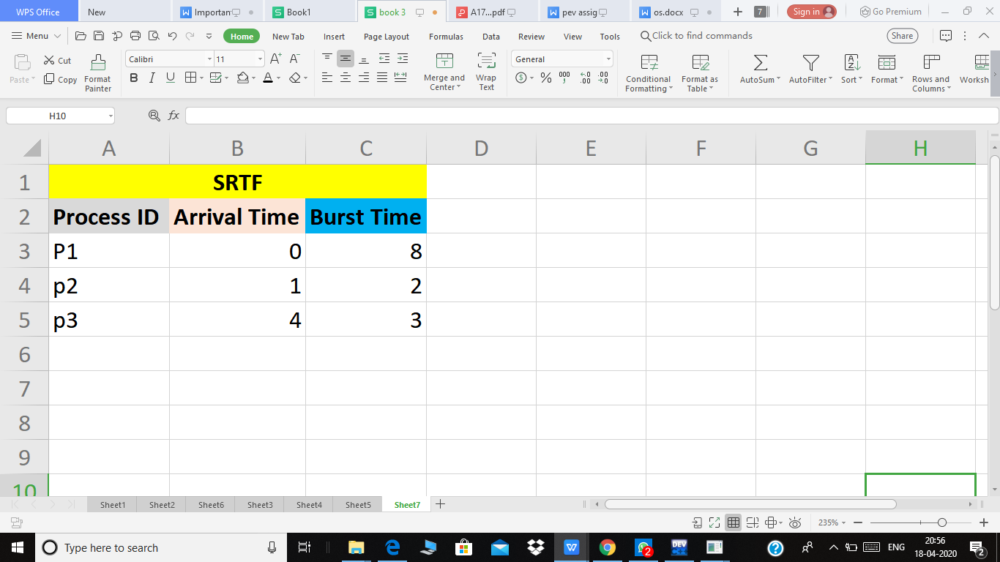 WPS Office New Important Book1 book 3 A17...pdf pev assig os.docx 7 Sign in Go Premium
Menu Home New Tab Insert Page Layout Formulas Data Review View Tools Click to find commands Share
Paste Cut Copy Format Painter Calibri 11 A+ A- B I U A Merge and Center Wrap Text General $ % 000 Conditional Formatting Format as Table AutoSum AutoFilter Sort Format Rows and Columns Worksh
H10 fx
A B C D E F G H
1 SRTF
2 Process ID Arrival Time Burst Time
3 P1 0 8
4 p2 1 2
5 p3 4 3
6
7
8
9
10
Sheet1 Sheet2 Sheet6 Sheet3 Sheet4 Sheet5 Sheet7
235%
Type here to search 2 DEV ENG 20:56 18-04-2020 2